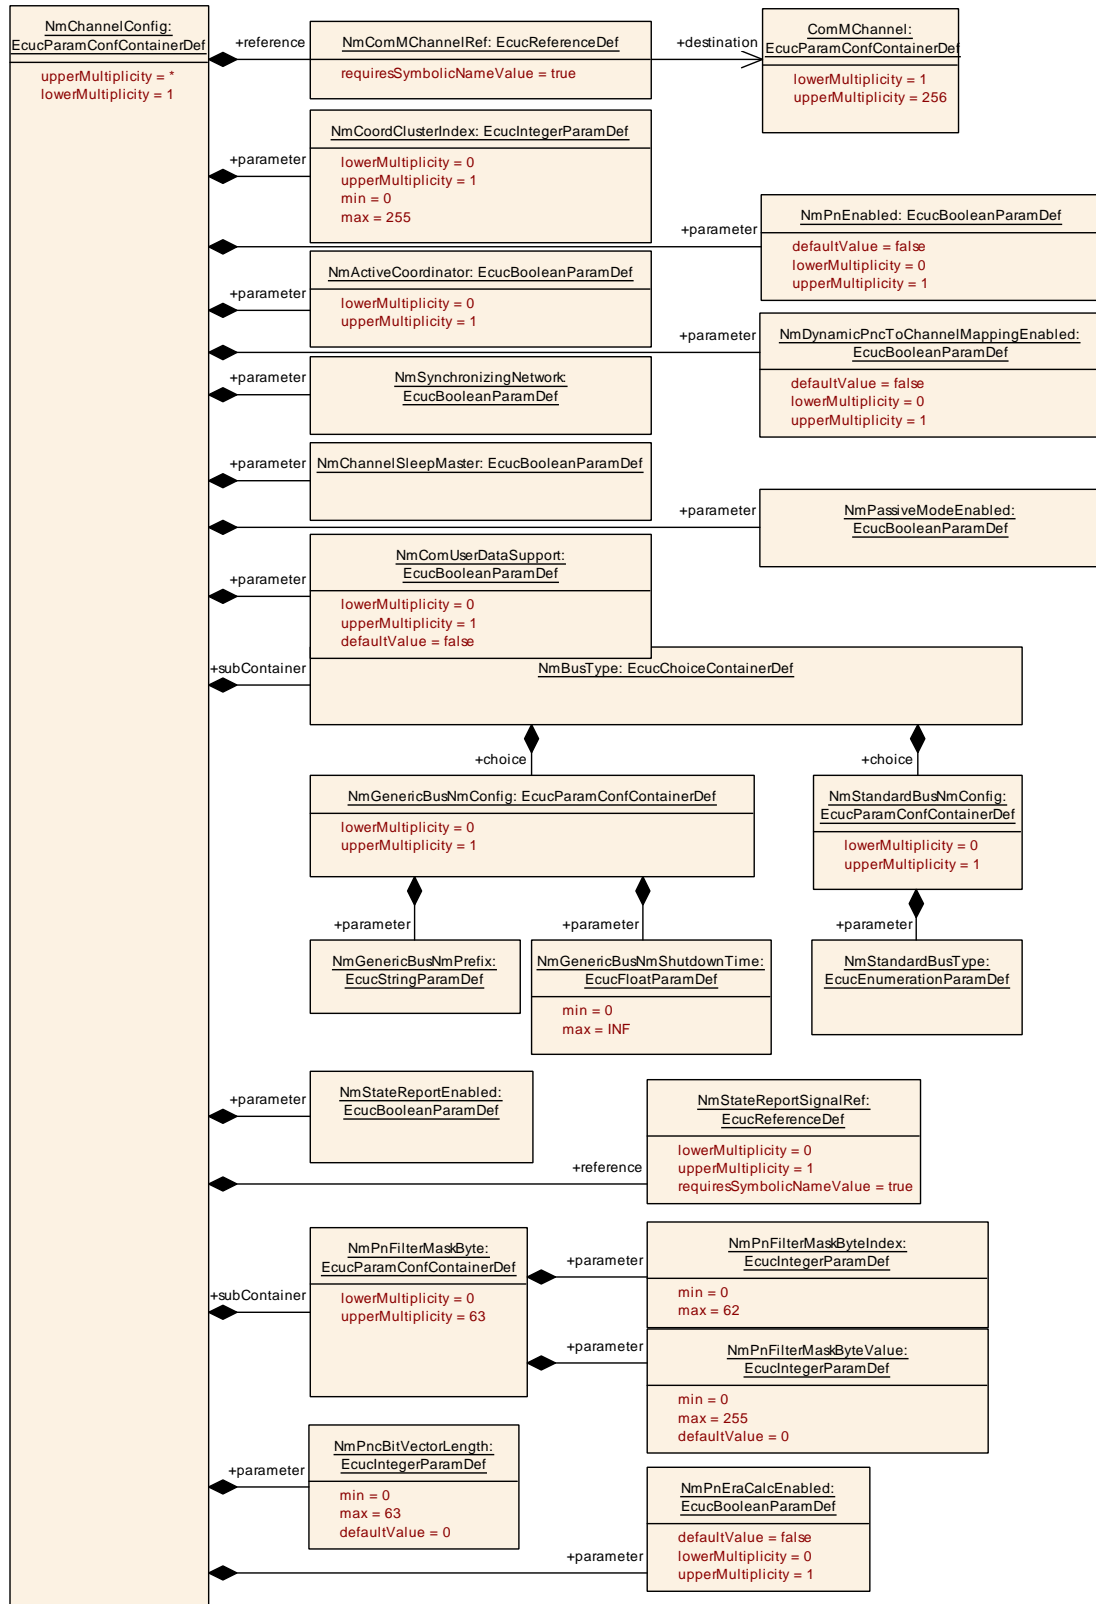 NmChannelConfig:
EcucParamConfContainerDef
upperMultiplicity = *
lowerMultiplicity = 1
+reference
NmComMChannelRef: EcucReferenceDef
requiresSymbolicNameValue = true
+destination
ComMChannel:
EcucParamConfContainerDef
lowerMultiplicity = 1
upperMultiplicity = 256
+parameter
NmCoordClusterIndex: EcucIntegerParamDef
lowerMultiplicity = 0
upperMultiplicity = 1
min = 0
max = 255
+parameter
NmPnEnabled: EcucBooleanParamDef
defaultValue = false
lowerMultiplicity = 0
upperMultiplicity = 1
+parameter
NmActiveCoordinator: EcucBooleanParamDef
lowerMultiplicity = 0
upperMultiplicity = 1
+parameter
NmDynamicPncToChannelMappingEnabled:
EcucBooleanParamDef
defaultValue = false
lowerMultiplicity = 0
upperMultiplicity = 1
+parameter
NmSynchronizingNetwork:
EcucBooleanParamDef
+parameter
NmChannelSleepMaster: EcucBooleanParamDef
+parameter
NmPassiveModeEnabled:
EcucBooleanParamDef
+parameter
NmComUserDataSupport:
EcucBooleanParamDef
lowerMultiplicity = 0
upperMultiplicity = 1
defaultValue = false
+subContainer
NmBusType: EcucChoiceContainerDef
+choice
+choice
NmGenericBusNmConfig: EcucParamConfContainerDef
lowerMultiplicity = 0
upperMultiplicity = 1
NmStandardBusNmConfig:
EcucParamConfContainerDef
lowerMultiplicity = 0
upperMultiplicity = 1
+parameter
+parameter
+parameter
NmGenericBusNmPrefix:
EcucStringParamDef
NmGenericBusNmShutdownTime:
EcucFloatParamDef
min = 0
max = INF
NmStandardBusType:
EcucEnumerationParamDef
+parameter
NmStateReportEnabled:
EcucBooleanParamDef
+reference
NmStateReportSignalRef:
EcucReferenceDef
lowerMultiplicity = 0
upperMultiplicity = 1
requiresSymbolicNameValue = true
+subContainer
NmPnFilterMaskByte:
EcucParamConfContainerDef
lowerMultiplicity = 0
upperMultiplicity = 63
+parameter
NmPnFilterMaskByteIndex:
EcucIntegerParamDef
min = 0
max = 62
+parameter
NmPnFilterMaskByteValue:
EcucIntegerParamDef
min = 0
max = 255
defaultValue = 0
+parameter
NmPncBitVectorLength:
EcucIntegerParamDef
min = 0
max = 63
defaultValue = 0
+parameter
NmPnEraCalcEnabled:
EcucBooleanParamDef
defaultValue = false
lowerMultiplicity = 0
upperMultiplicity = 1